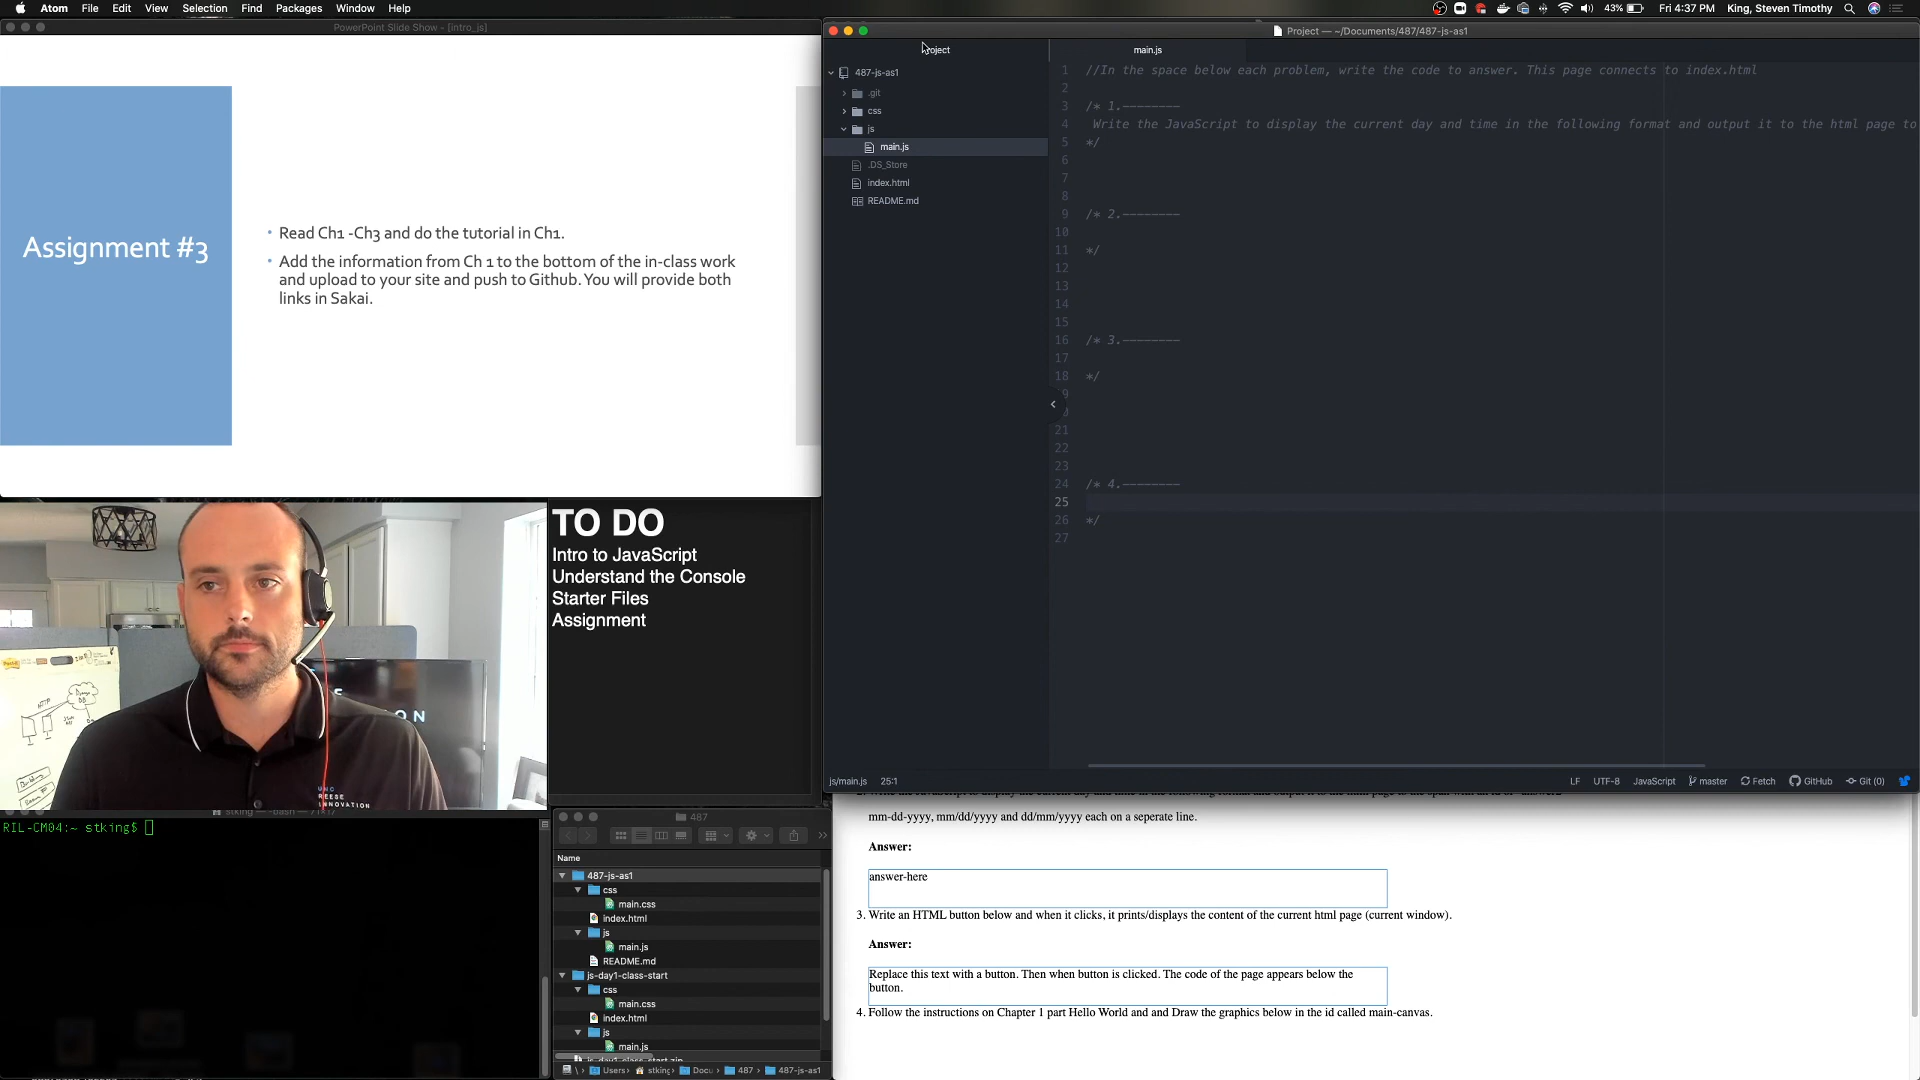 Atom File Edit View Selection Find Packages Window Help
43% Fri 4:37 PM King, Steven Timothy
PowerPoint Slide Show - [intro_js]
Assignment #3
• Read Ch1 -Ch3 and do the tutorial in Ch1.
• Add the information from Ch 1 to the bottom of the in-class work
and upload to your site and push to Github. You will provide both
links in Sakai.
Project — ~/Documents/487/487-js-as1
Project
487-js-as1
.git
css
js
main.js
.DS_Store
index.html
README.md
main.js
1 //In the space below each problem, write the code to answer. This page connects to index.html
2
3 /* 1.--------
4 Write the JavaScript to display the current day and time in the following format and output it to the html page to
5 */
6
7
8
9 /* 2.--------
10
11 */
12
13
14
15
16 /* 3.--------
17
18 */
21
22
23
24 /* 4.--------
25
26 */
27
js/main.js 25:1 LF UTF-8 JavaScript master Fetch GitHub Git (0)
TO DO
Intro to JavaScript
Understand the Console
Starter Files
Assignment
HTTP
RIL-CM04:~ stking$
487
Name
487-js-as1
css
main.css
index.html
js
main.js
README.md
js-day1-class-start
css
main.css
index.html
js
main.js
js-day1-class-start.zip
Users › stking › Docu › 487 › 487-js-as1
mm-dd-yyyy, mm/dd/yyyy and dd/mm/yyyy each on a seperate line.
Answer:
answer-here
3. Write an HTML button below and when it clicks, it prints/displays the content of the current html page (current window).
Answer:
Replace this text with a button. Then when button is clicked. The code of the page appears below the
button.
4. Follow the instructions on Chapter 1 part Hello World and and Draw the graphics below in the id called main-canvas.